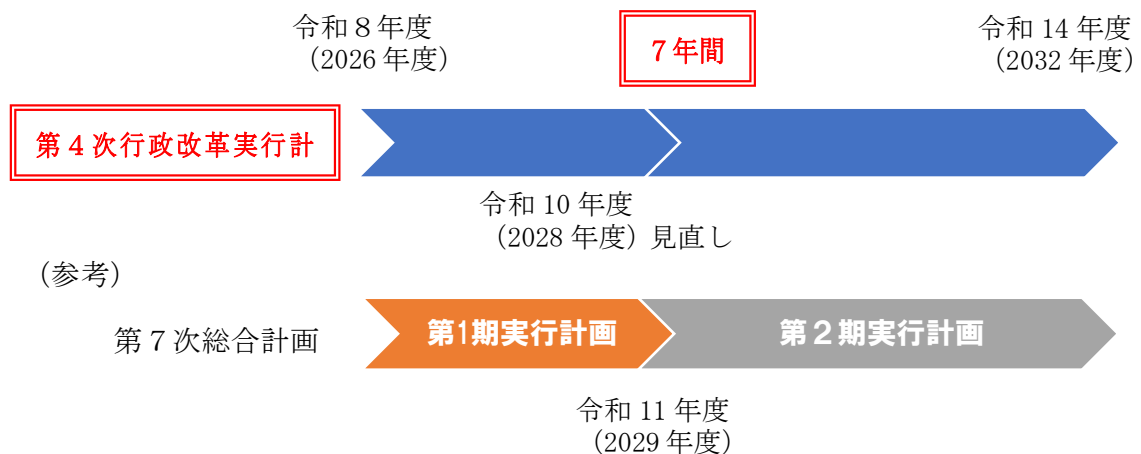 令和８年度
（2026 年度）
７年間
令和 14 年度
（2032 年度）
第４次行政改革実行計
令和 10 年度
（2028 年度）見直し
（参考）
第７次総合計画
第1期実行計画
第２期実行計画
令和 11 年度
（2029 年度）